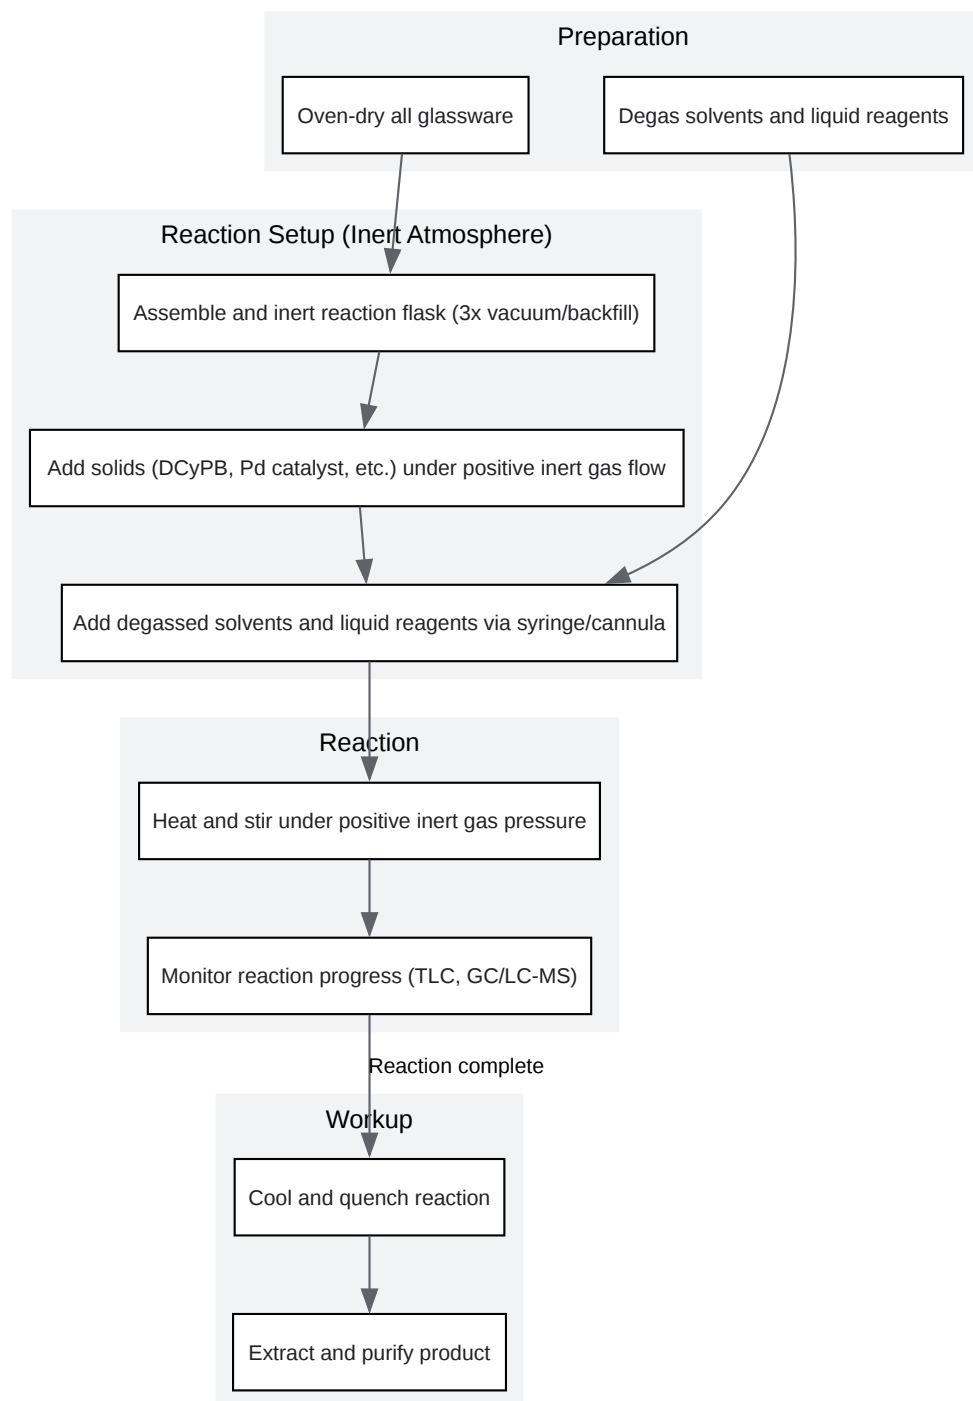 Preparation
Oven-dry all glassware
Degas solvents and liquid reagents
Reaction Setup (Inert Atmosphere)
Assemble and inert reaction flask (3x vacuum/backfill)
Add solids (DCyPB, Pd catalyst, etc.) under positive inert gas flow
Add degassed solvents and liquid reagents via syringe/cannula
Reaction
Heat and stir under positive inert gas pressure
Monitor reaction progress (TLC, GC/LC-MS)
Reaction complete
Workup
Cool and quench reaction
Extract and purify product